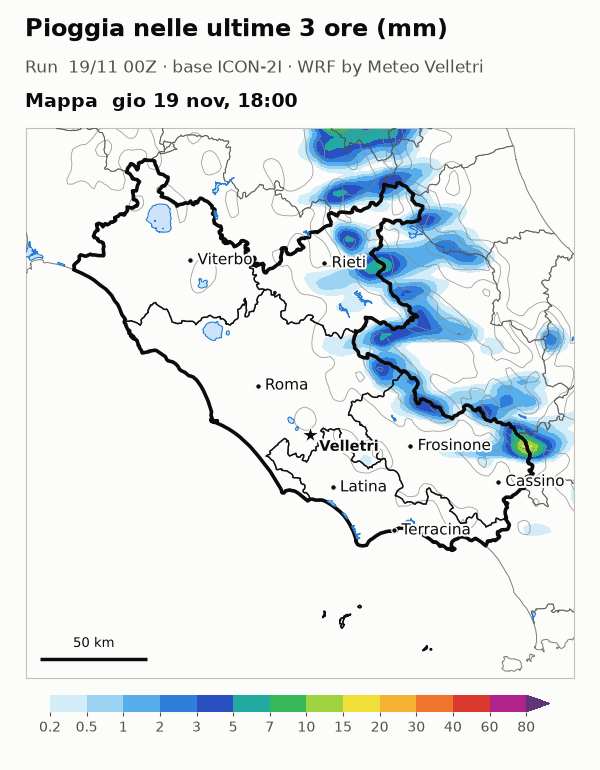 Pioggia nelle ultime 3 ore (mm)
Run  19/11 00Z · base ICON-2I · WRF by Meteo Velletri
Mappa  gio 19 nov, 18:00
Viterbo
Rieti
Roma
Velletri
Frosinone
Latina
Cassino
Terracina
50 km
0.2 0.5 1 2 3 5 7 10 15 20 30 40 60 80